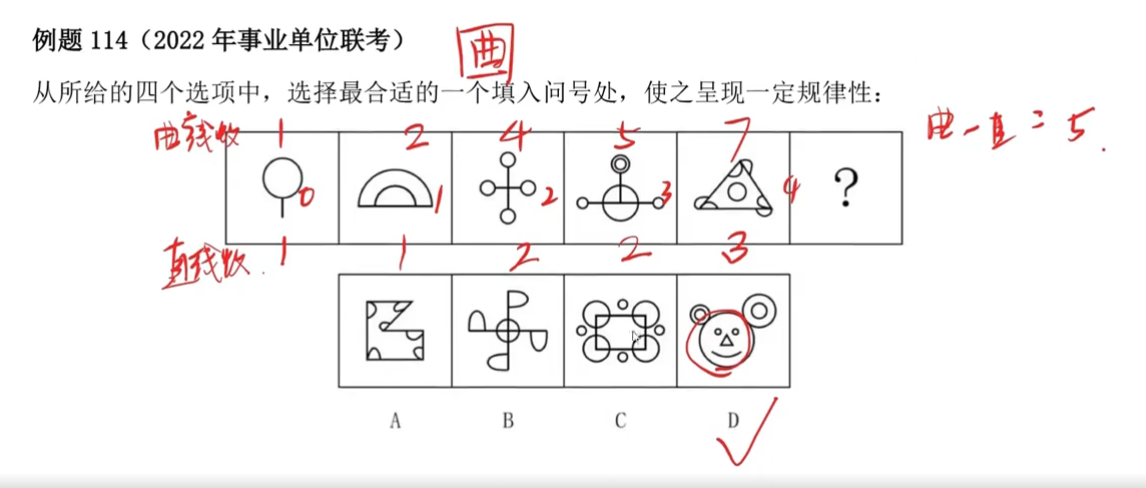 例题 114（2022 年事业单位联考）
曲
从所给的四个选项中，选择最合适的一个填入问号处，使之呈现一定规律性：
曲线数 1 2 4 5 7
曲-直=5.
0 1 2 3 4 ?
直线数. 1 1 2 2 3
A B C D